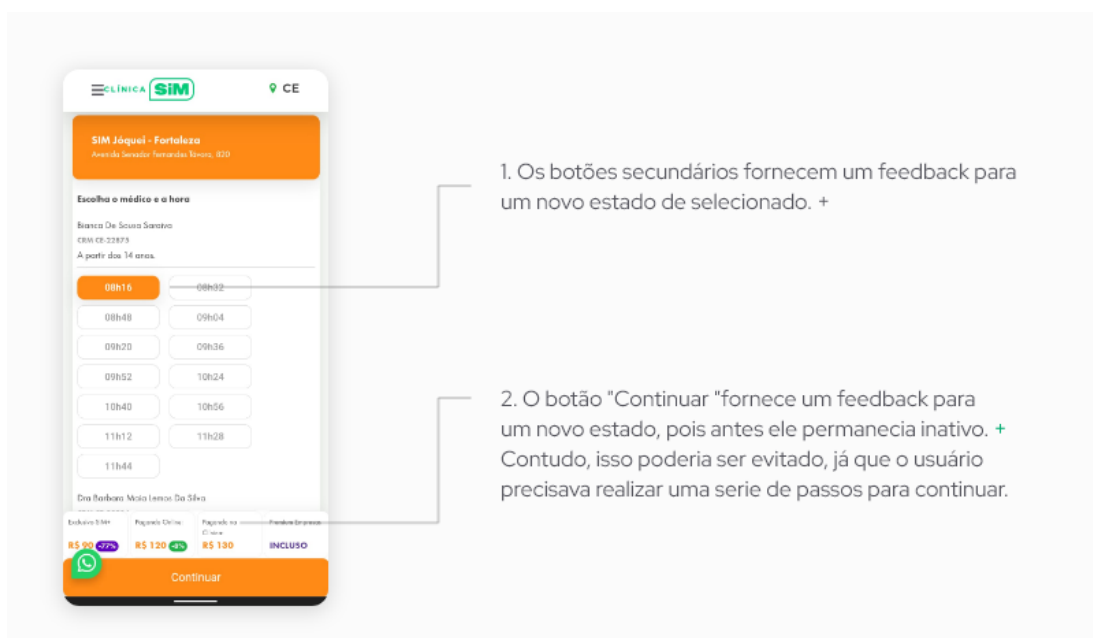 CLÍNICA SiM
CE
SIM Jóquei - Fortaleza
Avenida Senador Fernandes Távora, 820
Escolha o médico e a hora
Bianca De Sousa Saraiva
CRM CE-22875
A partir dos 14 anos.
08h16 08h32
08h48 09h04
09h20 09h36
09h52 10h24
10h40 10h56
11h12 11h28
11h44
Dra Barbara Maia Lemos Da Silva
Exclusivo SIM+ Pagando Online Pagando na Premium Empresas
Clínica
R$ 90 -77% R$ 120 -8% R$ 130 INCLUSO
Continuar
1. Os botões secundários fornecem um feedback para
um novo estado de selecionado. +
2. O botão "Continuar "fornece um feedback para
um novo estado, pois antes ele permanecia inativo. +
Contudo, isso poderia ser evitado, já que o usuário
precisava realizar uma serie de passos para continuar.